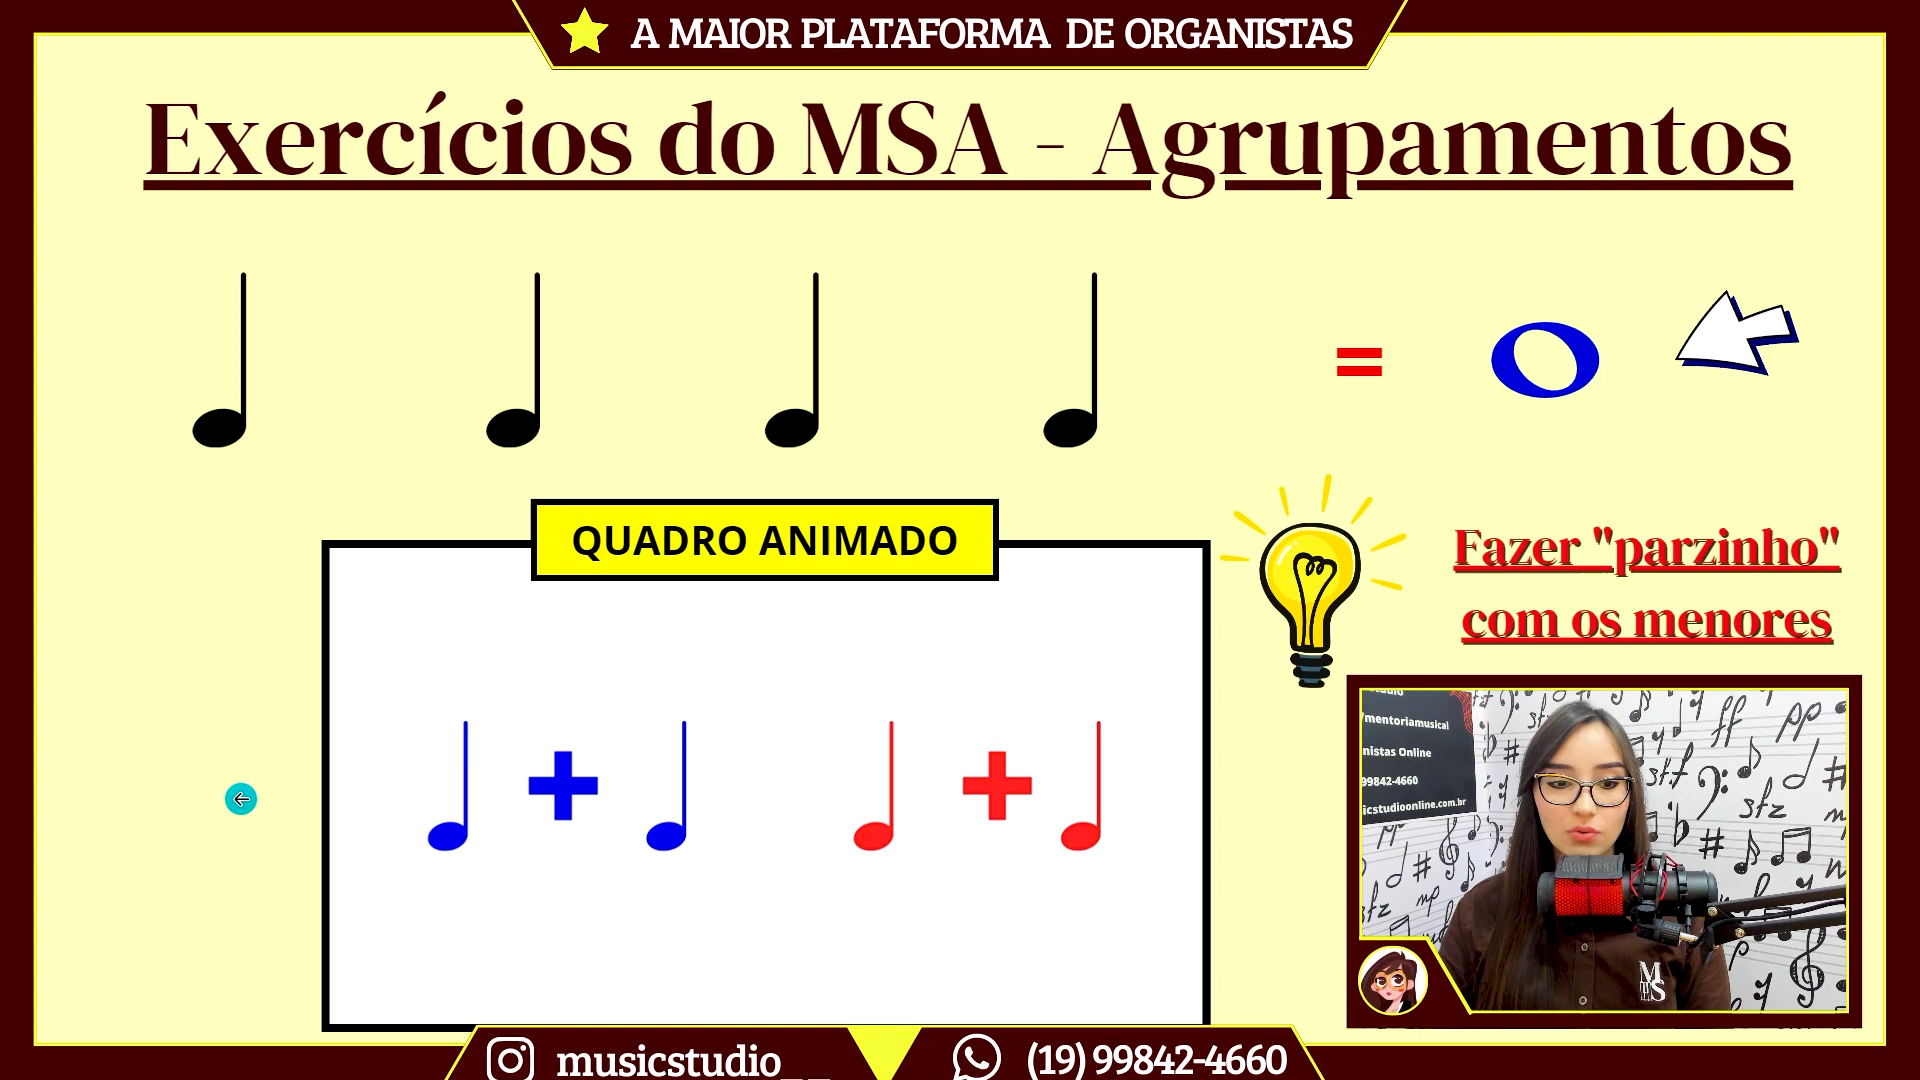 A MAIOR PLATAFORMA DE ORGANISTAS
Exercícios do MSA - Agrupamentos
=
QUADRO ANIMADO
Fazer "parzinho"
com os menores
+ +
/mentoriamusical
nistas Online
99842-4660
icstudioonline.com.br
musicstudio__
(19) 99842-4660